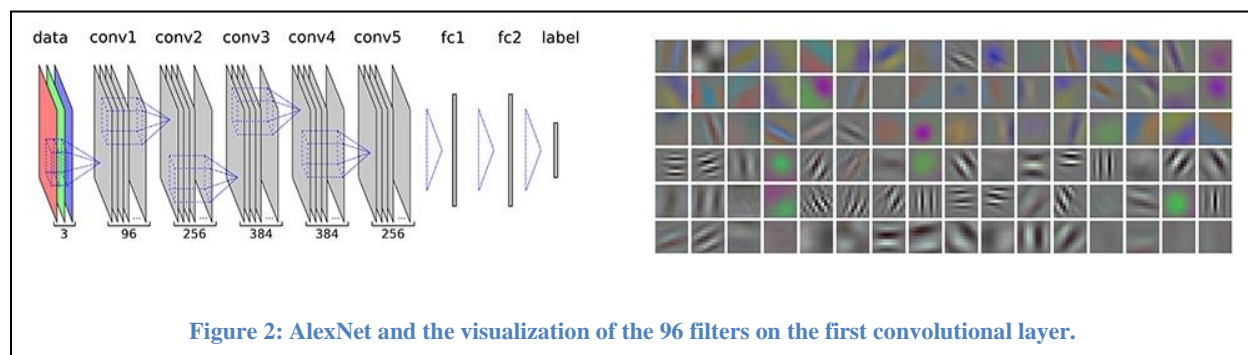 data conv1 conv2 conv3 conv4 conv5 fc1 fc2 label
... ... ... ... ...
3 96 256 384 384 256
Figure 2: AlexNet and the visualization of the 96 filters on the first convolutional layer.